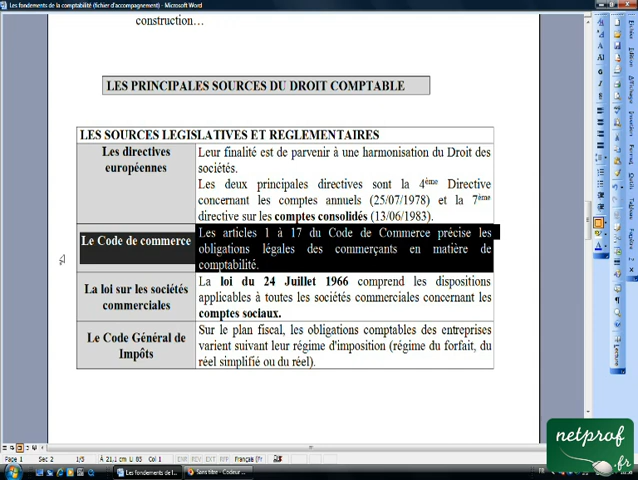 Les fondements de la comptabilité (fichier d'accompagnement) - Microsoft Word
construction…
LES PRINCIPALES SOURCES DU DROIT COMPTABLE
LES SOURCES LEGISLATIVES ET REGLEMENTAIRES
Les directives
européennes
Leur finalité est de parvenir à une harmonisation du Droit des
sociétés.
Les deux principales directives sont la 4ème Directive
concernant les comptes annuels (25/07/1978) et la 7ème
directive sur les comptes consolidés (13/06/1983).
Le Code de commerce
Les articles 1 à 17 du Code de Commerce précise les
obligations légales des commerçants en matière de
comptabilité.
La loi sur les sociétés
commerciales
La loi du 24 Juillet 1966 comprend les dispositions
applicables à toutes les sociétés commerciales concernant les
comptes sociaux.
Le Code Général de
Impôts
Sur le plan fiscal, les obligations comptables des entreprises
varient suivant leur régime d'imposition (régime du forfait, du
réel simplifié ou du réel).
Page 1 Sec 2 1/5 À 21,1 cm Li 85 Col 1 Français (Fr
Les fondements de l... Sans titre - Codeur ...
netprof
.fr